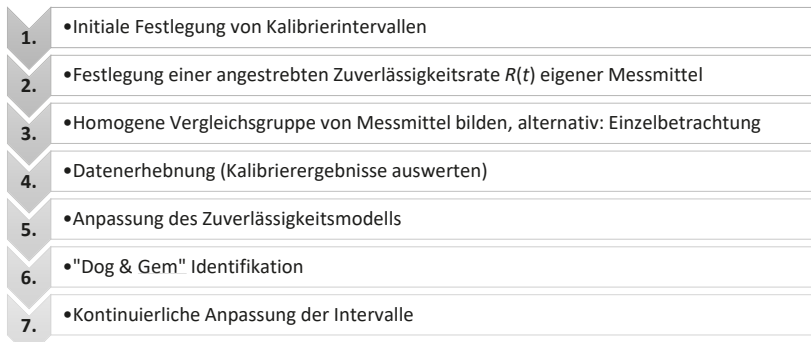 1. •Initiale Festlegung von Kalibrierintervallen
2. •Festlegung einer angestrebten Zuverlässigkeitsrate R(t) eigener Messmittel
3. •Homogene Vergleichsgruppe von Messmittel bilden, alternativ: Einzelbetrachtung
4. •Datenerhebnung (Kalibrierergebnisse auswerten)
5. •Anpassung des Zuverlässigkeitsmodells
6. •"Dog & Gem" Identifikation
7. •Kontinuierliche Anpassung der Intervalle